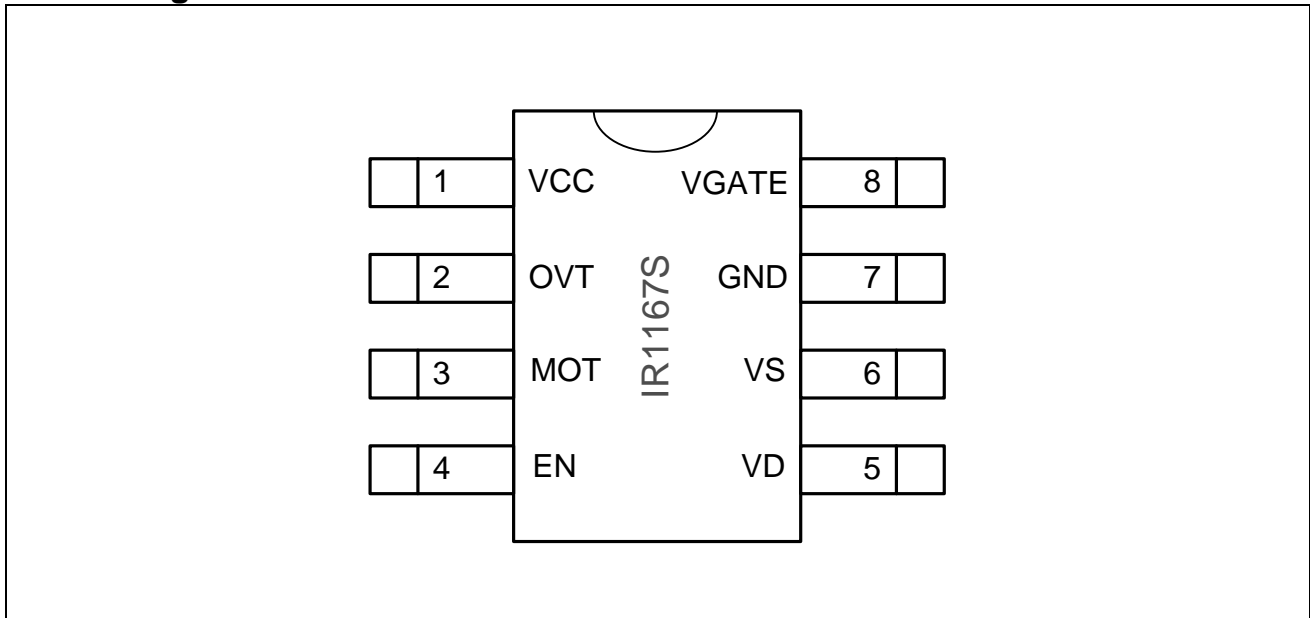 1 VCC VGATE 8
2 OVT GND 7
IR1167S
3 MOT VS 6
4 EN VD 5